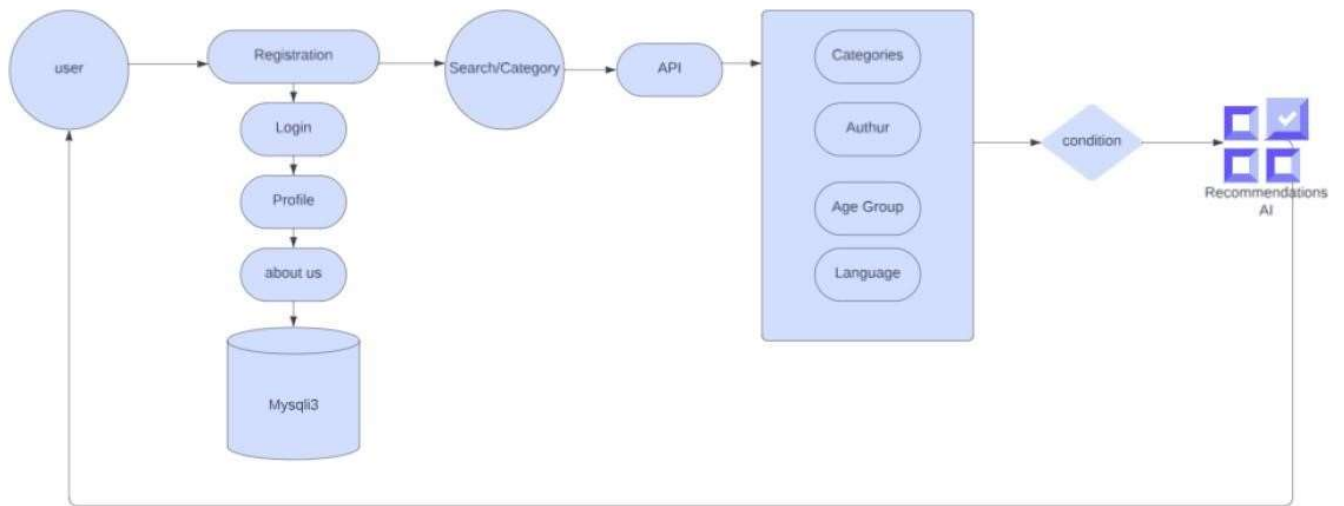 user
Registration
Search/Category
API
Categories
Login
Authur
condition
Profile
Age Group
Recommendations
AI
about us
Language
Mysqli3